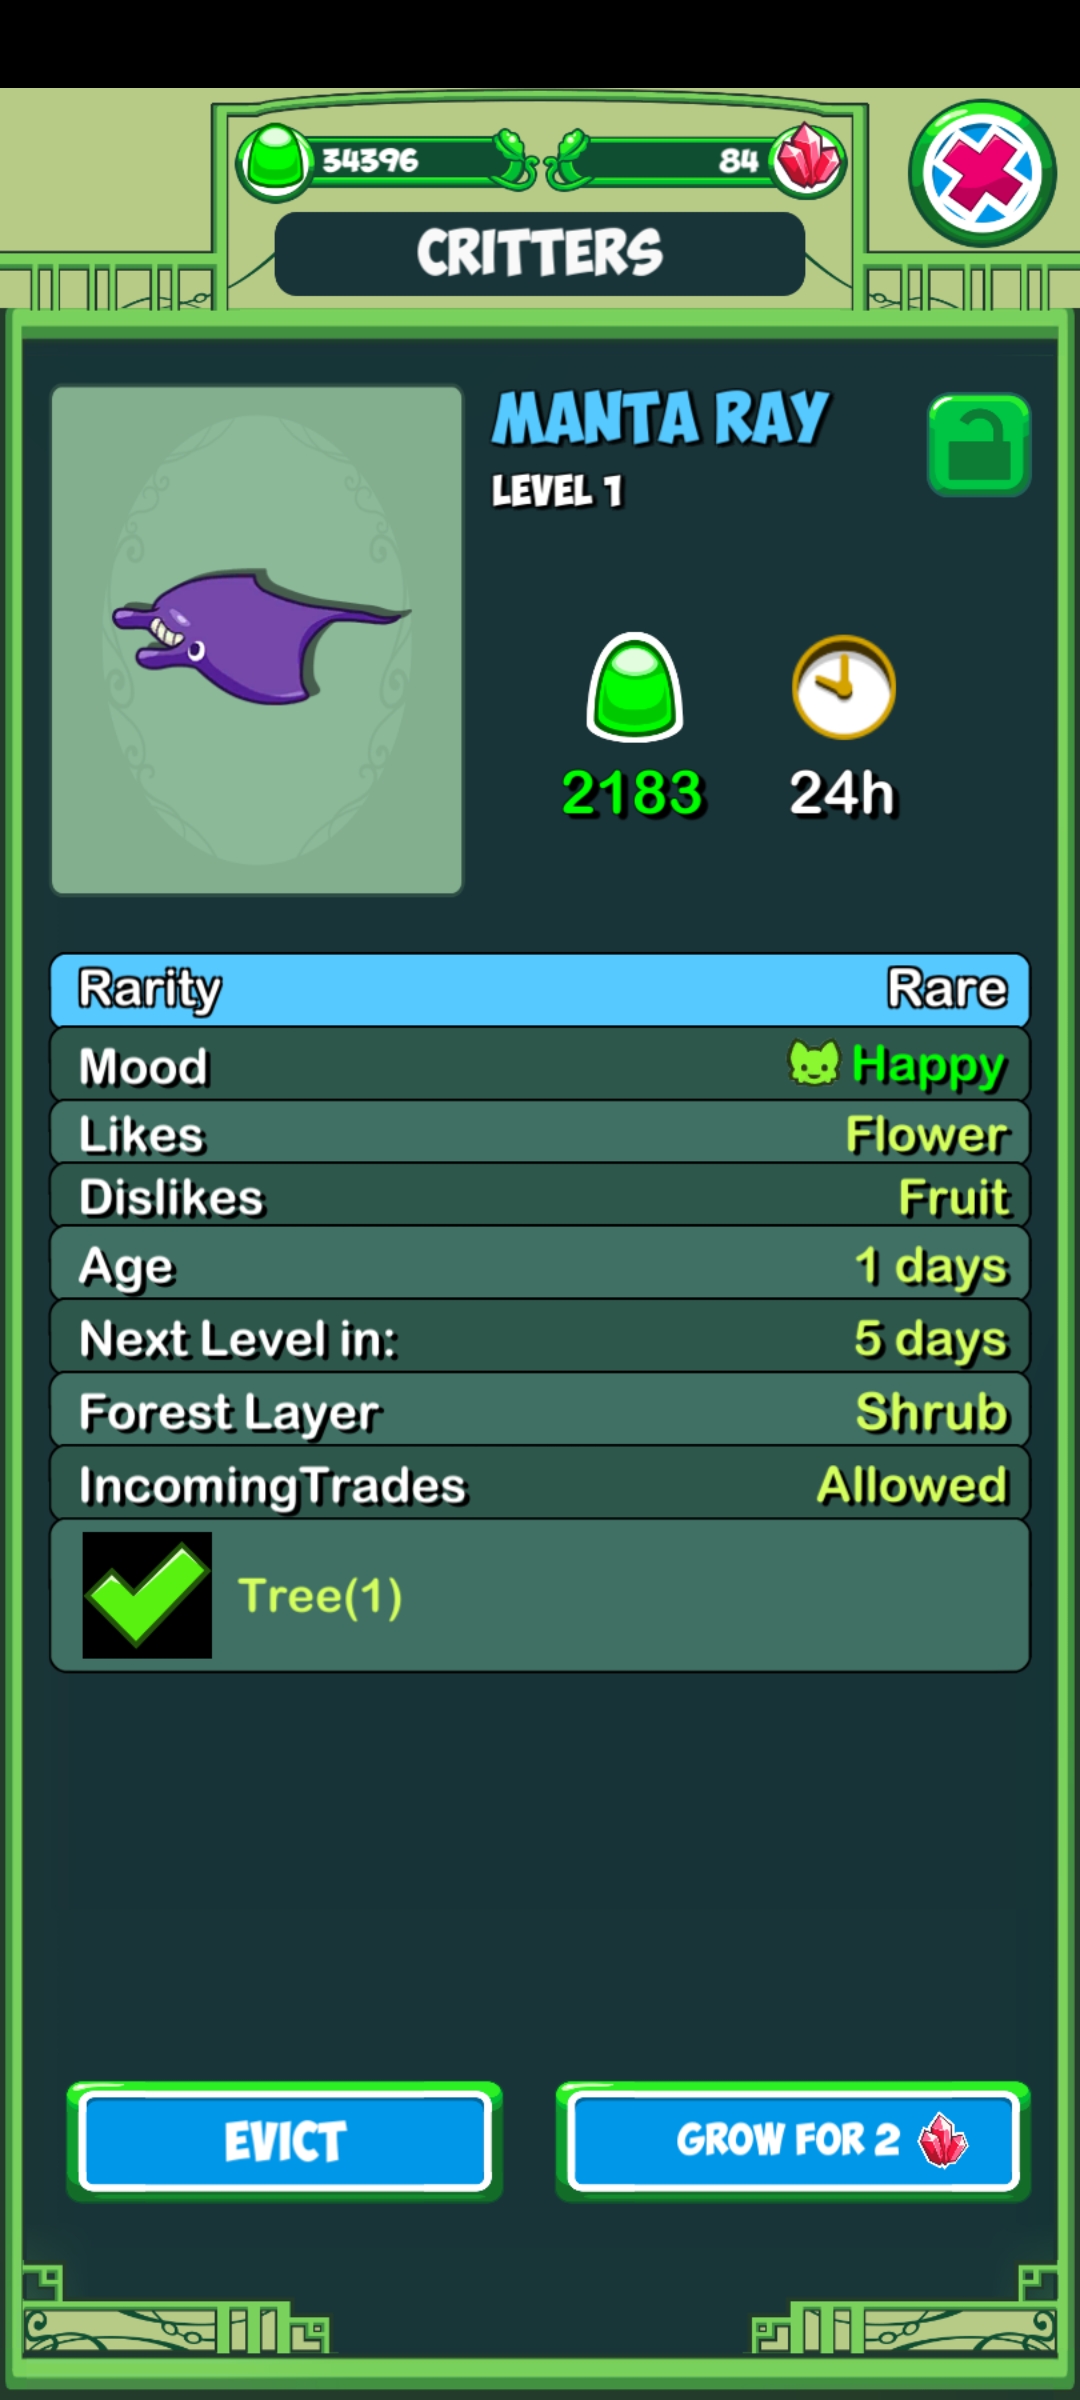 34396 84
CRITTERS
MANTA RAY
LEVEL 1
2183 24h
Rarity Rare
Mood Happy
Likes Flower
Dislikes Fruit
Age 1 days
Next Level in: 5 days
Forest Layer Shrub
IncomingTrades Allowed
Tree(1)
EVICT GROW FOR 2